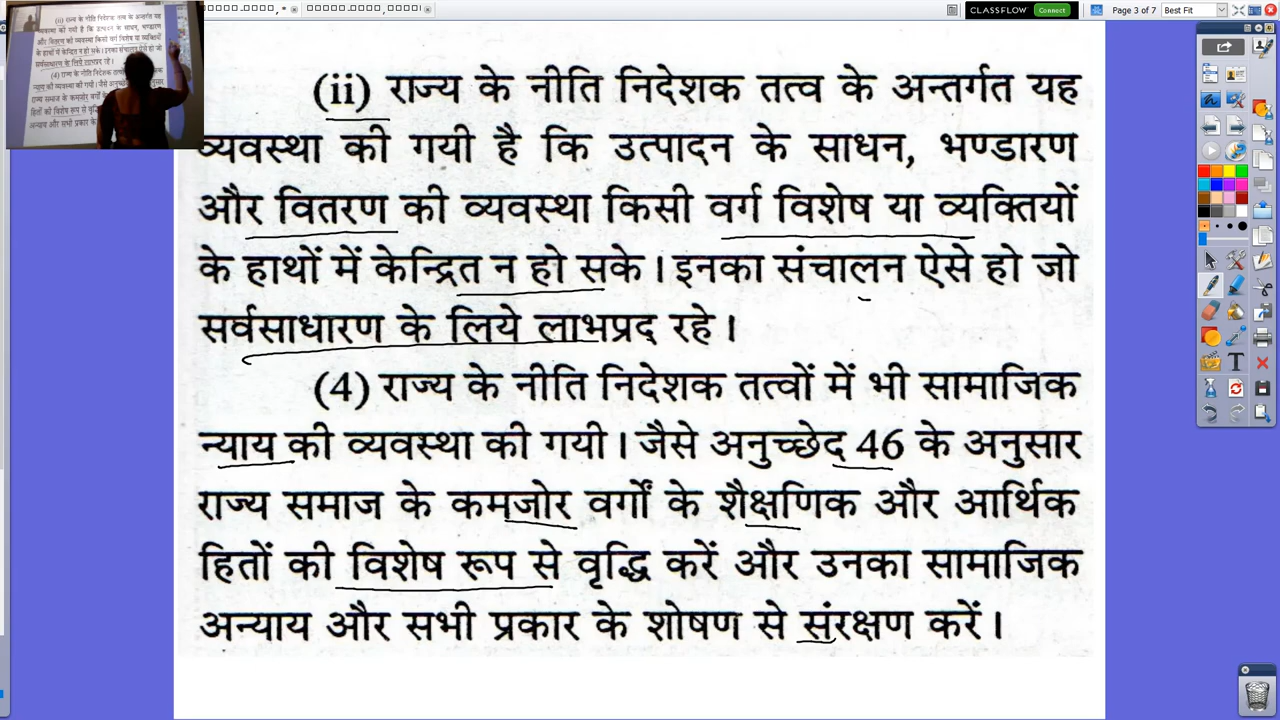 CLASSFLOW Connect Page 3 of 7 Best Fit
(ii) राज्य के नीति निदेशक तत्व के अन्तर्गत यह
व्यवस्था की गयी है कि उत्पादन के साधन, भण्डारण
और वितरण की व्यवस्था किसी वर्ग विशेष या व्यक्तियों
के हाथों में केन्द्रित न हो सके । इनका संचालन ऐसे हो जो
सर्वसाधारण के लिये लाभप्रद रहे ।
(4) राज्य के नीति निदेशक तत्वों में भी सामाजिक
न्याय की व्यवस्था की गयी । जैसे अनुच्छेद 46 के अनुसार
राज्य समाज के कमजोर वर्गों के शैक्षणिक और आर्थिक
हितों की विशेष रूप से वृद्धि करें और उनका सामाजिक
अन्याय और सभी प्रकार के शोषण से संरक्षण करें ।